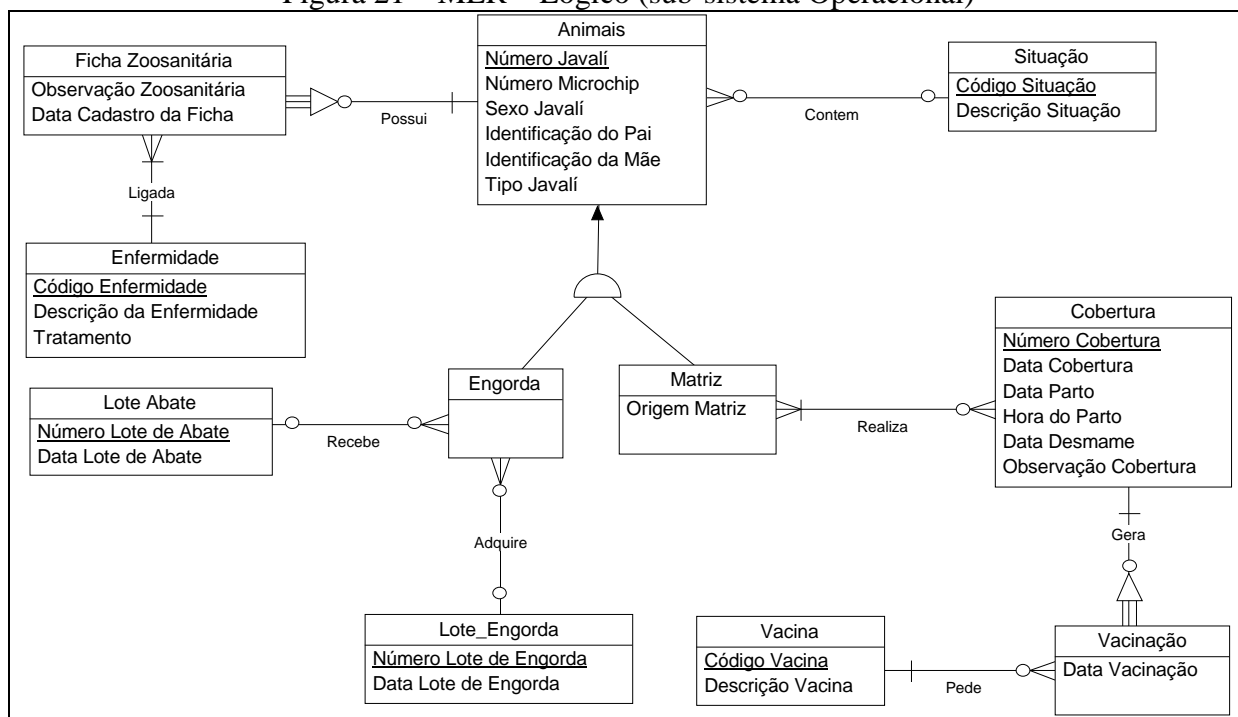 Figura 21 – MER – Lógico (sub-sistema Operacional)
Ficha Zoosanitária
Observação Zoosanitária
Data Cadastro da Ficha
Possui
Animais
Número Javalí
Número Microchip
Sexo Javalí
Identificação do Pai
Identificação da Mãe
Tipo Javalí
Contem
Situação
Código Situação
Descrição Situação
Ligada
Enfermidade
Código Enfermidade
Descrição da Enfermidade
Tratamento
Lote Abate
Número Lote de Abate
Data Lote de Abate
Recebe
Engorda
Matriz
Origem Matriz
Realiza
Cobertura
Número Cobertura
Data Cobertura
Data Parto
Hora do Parto
Data Desmame
Observação Cobertura
Adquire
Gera
Lote_Engorda
Número Lote de Engorda
Data Lote de Engorda
Vacina
Código Vacina
Descrição Vacina
Pede
Vacinação
Data Vacinação